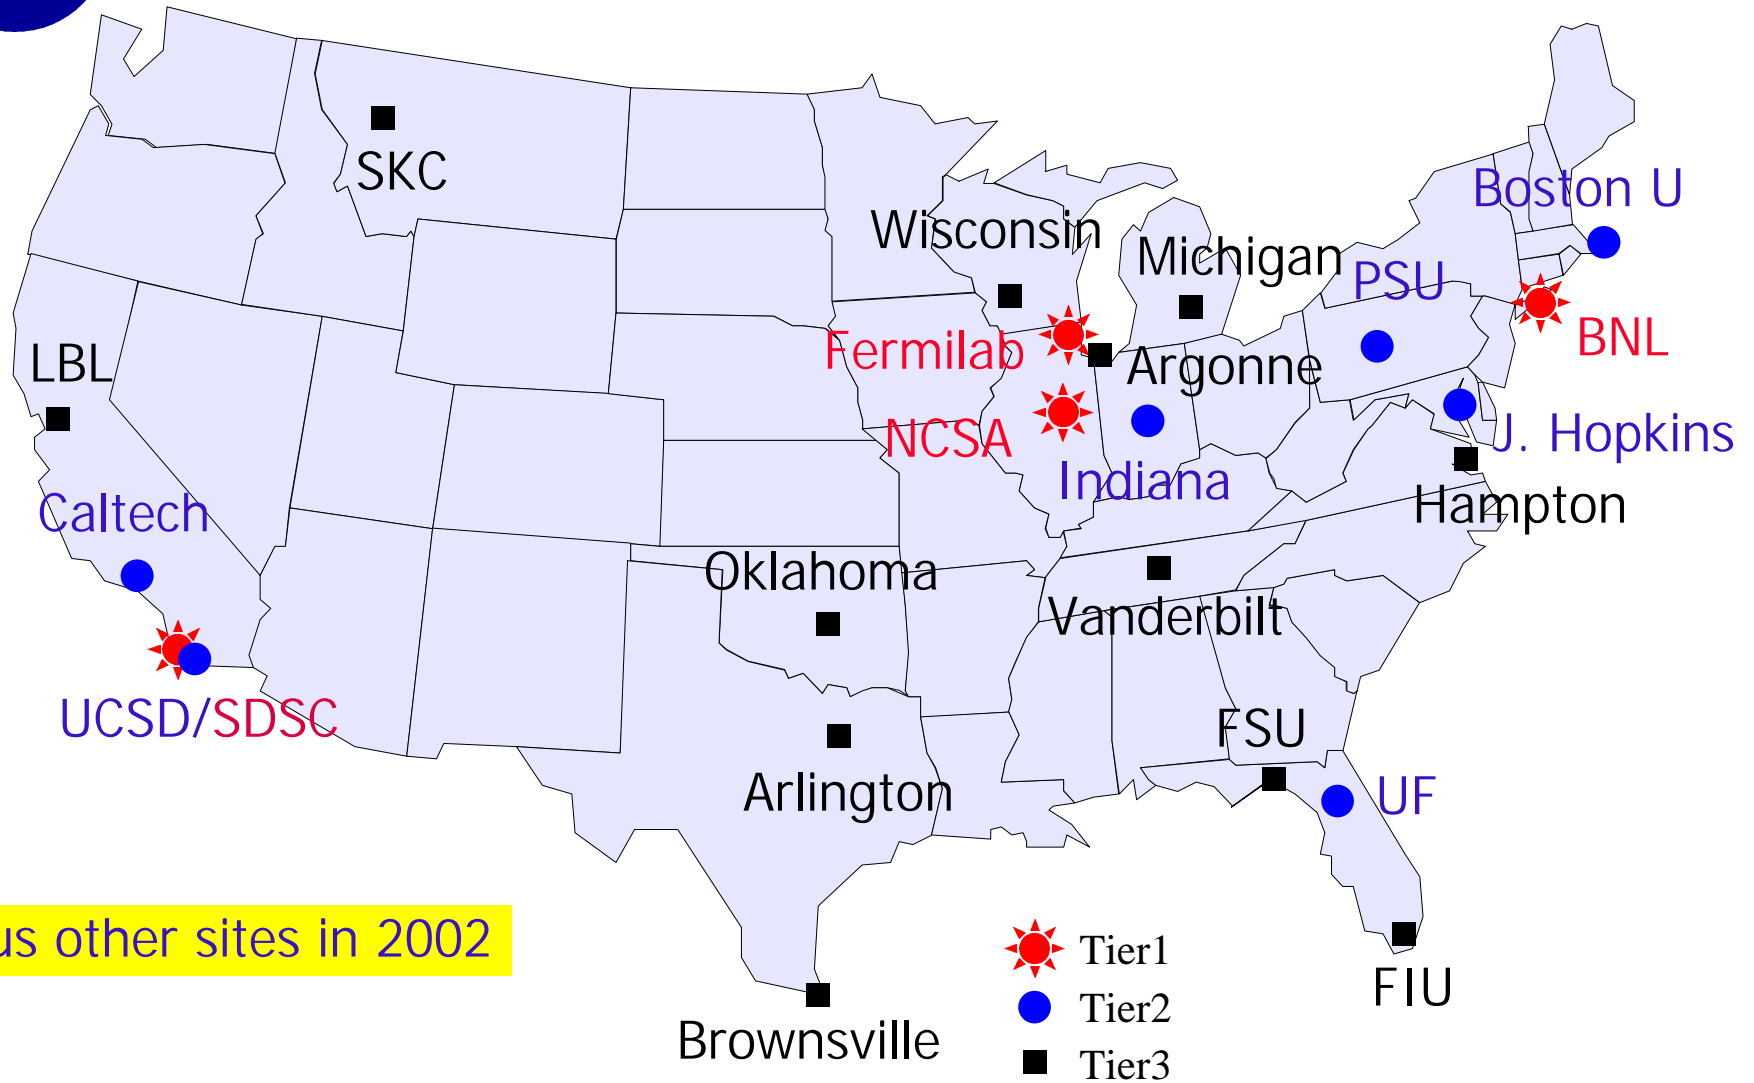 SKC
Boston U
Wisconsin
Michigan
PSU
BNL
Fermilab
LBL
Argonne
NCSA
J. Hopkins
Indiana
Caltech
Hampton
Oklahoma
Vanderbilt
UCSD/SDSC
FSU
Arlington
UF
us other sites in 2002
Tier1
FIU
Tier2
Brownsville
Tier3